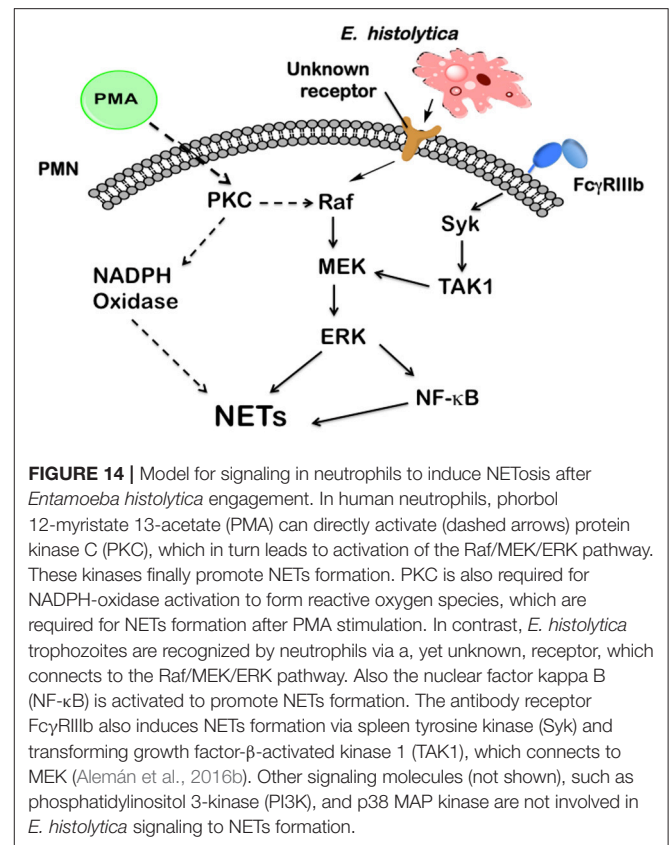 E. histolytica
Unknown
receptor
PMA
PMN
FcγRIIIb
PKC
Raf
Syk
NADPH
Oxidase
MEK
TAK1
ERK
NETs
NF-κB
FIGURE 14 | Model for signaling in neutrophils to induce NETosis after
Entamoeba histolytica engagement. In human neutrophils, phorbol
12-myristate 13-acetate (PMA) can directly activate (dashed arrows) protein
kinase C (PKC), which in turn leads to activation of the Raf/MEK/ERK pathway.
These kinases finally promote NETs formation. PKC is also required for
NADPH-oxidase activation to form reactive oxygen species, which are
required for NETs formation after PMA stimulation. In contrast, E. histolytica
trophozoites are recognized by neutrophils via a, yet unknown, receptor, which
connects to the Raf/MEK/ERK pathway. Also the nuclear factor kappa B
(NF-κB) is activated to promote NETs formation. The antibody receptor
FcγRIIIb also induces NETs formation via spleen tyrosine kinase (Syk) and
transforming growth factor-β-activated kinase 1 (TAK1), which connects to
MEK (Alemán et al., 2016b). Other signaling molecules (not shown), such as
phosphatidylinositol 3-kinase (PI3K), and p38 MAP kinase are not involved in
E. histolytica signaling to NETs formation.